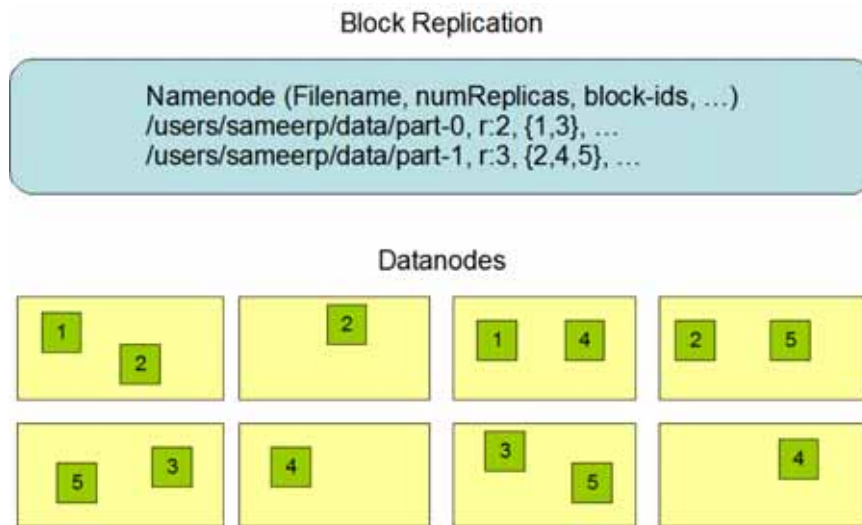 Block Replication
Namenode (Filename, numReplicas, block-ids, …)
/users/sameerp/data/part-0, r:2, {1,3}, …
/users/sameerp/data/part-1, r:3, {2,4,5}, …
Datanodes
1
2
2
1 4
2 5
5 3
4
3
5
4